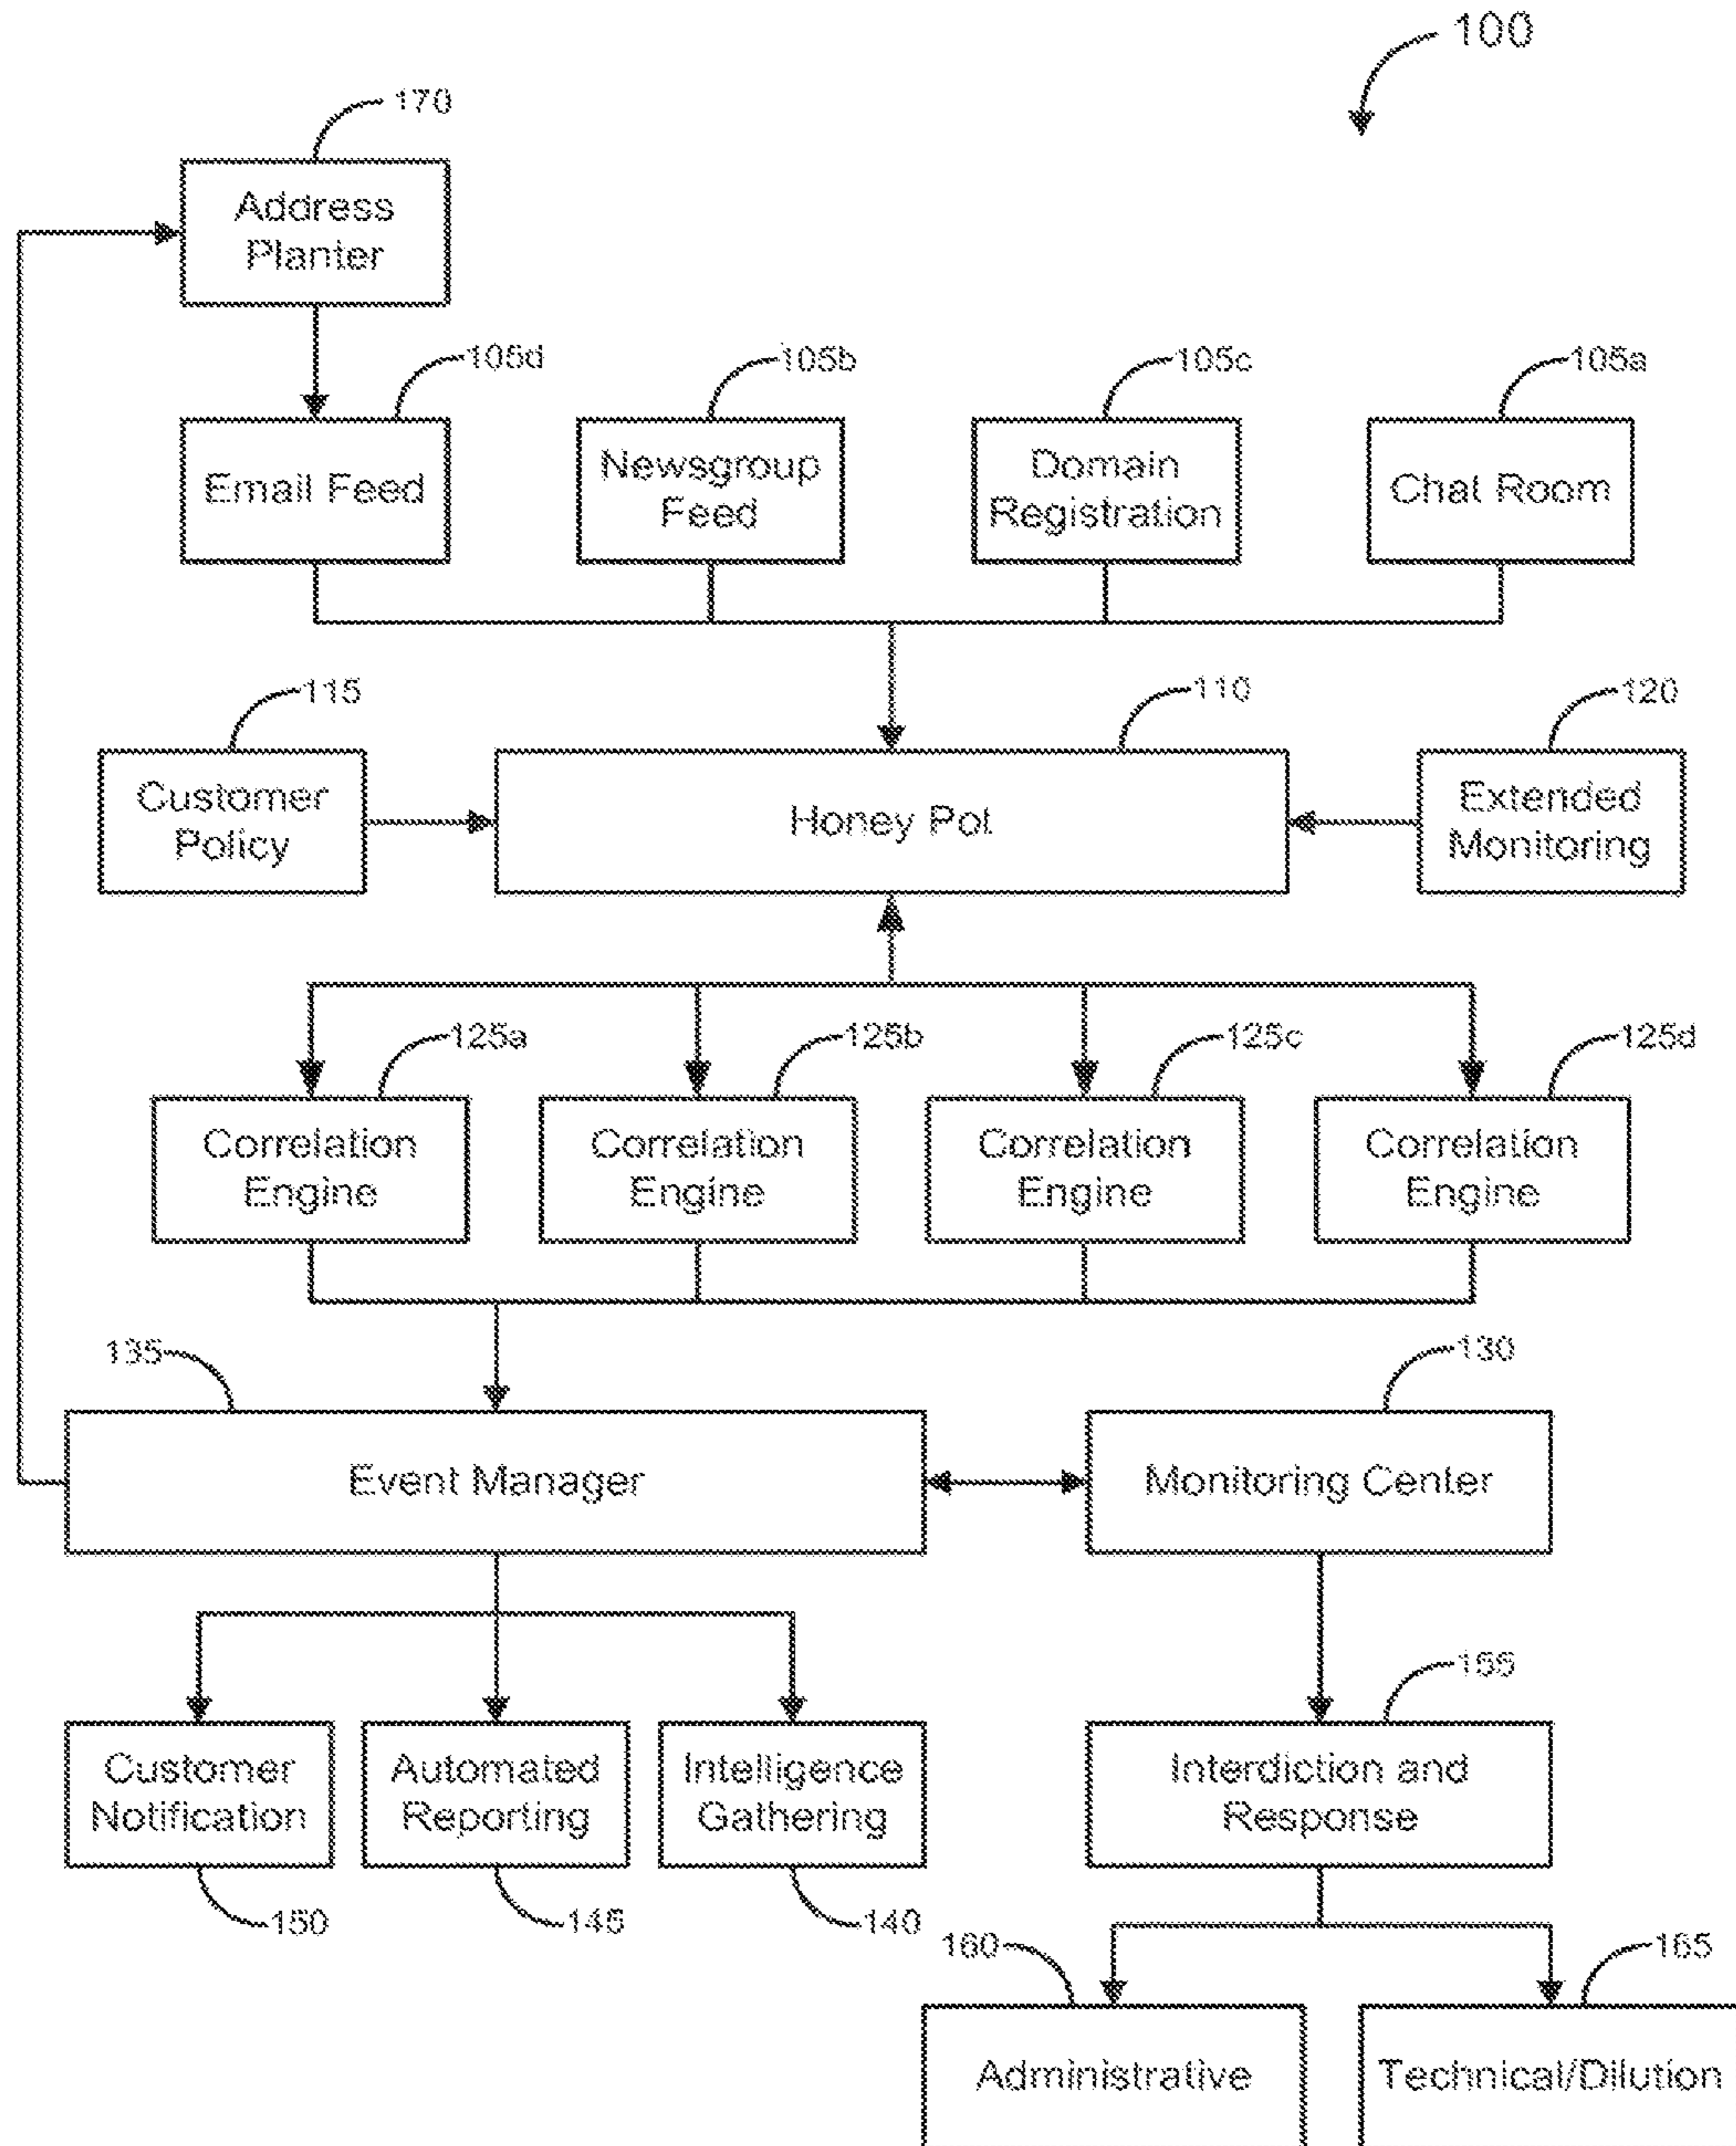 100
170
Address
Planter
105d
105b
105c
105a
Email Feed
Newsgroup
Feed
Domain
Registration
Chat Room
115
110
120
Customer
Policy
Honey Pot
Extended
Monitoring
125a
125b
125c
125d
Correlation
Engine
Correlation
Engine
Correlation
Engine
Correlation
Engine
135
130
Event Manager
Monitoring Center
155
Customer
Notification
Automated
Reporting
Intelligence
Gathering
Interdiction and
Response
150
145
140
160
165
Administrative
Technical/Dilution